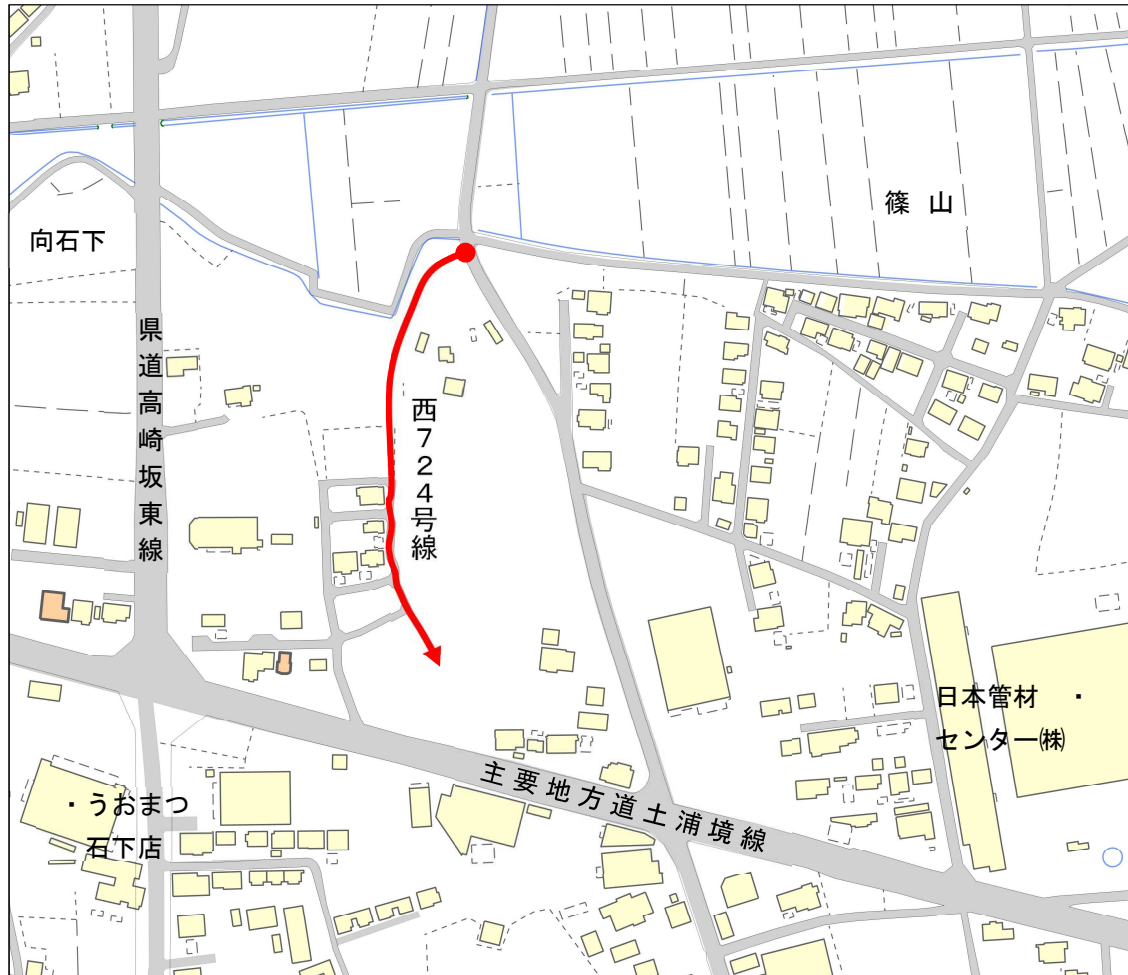 篠 山
向石下
県道高崎坂東線
西７２４号線
日本管材
センター㈱
主要地方道土浦境線
うおまつ
石下店